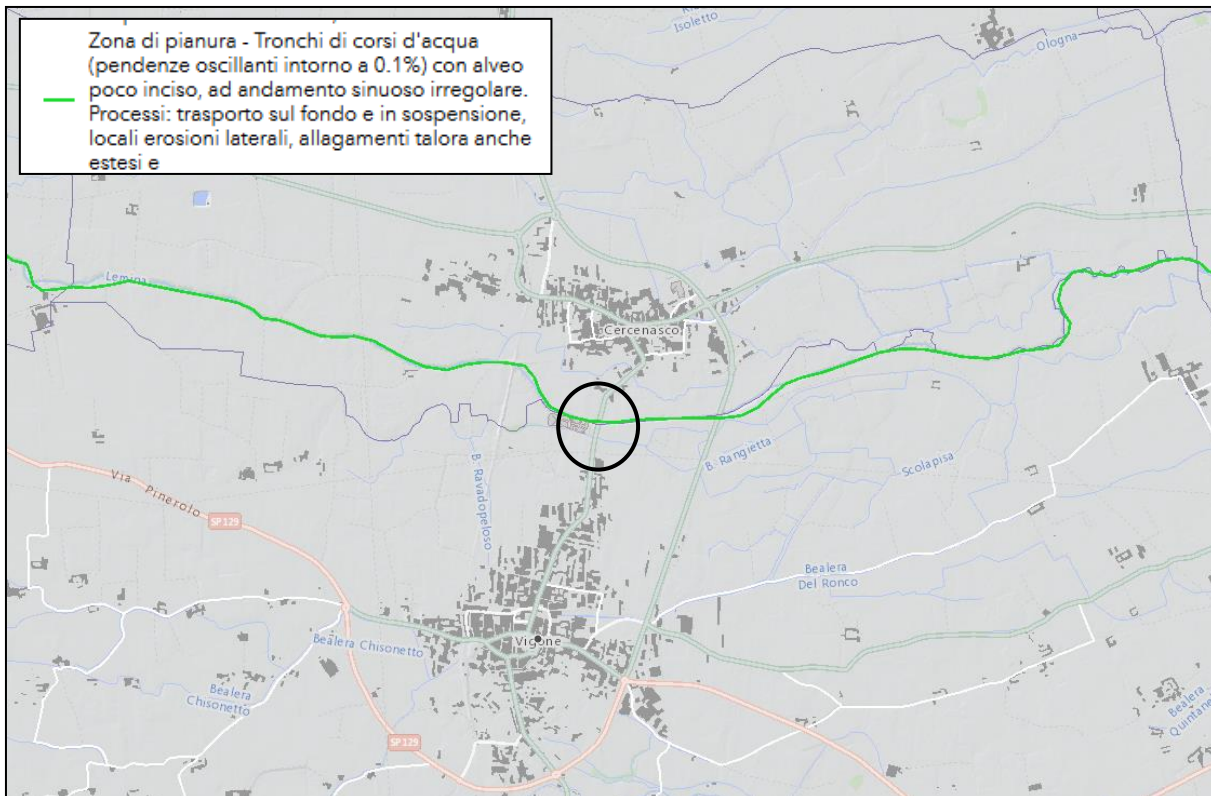 Zona di pianura - Tronchi di corsi d'acqua
(pendenze oscillanti intorno a 0.1%) con alveo
poco inciso, ad andamento sinuoso irregolare.
Processi: trasporto sul fondo e in sospensione,
locali erosioni laterali, allagamenti talora anche
estesi e
Isoletto
Ologna
Lemina
Cercenasco
B. Rangietta
Scolapisa
B. Ravadopeloso
Via Pinerolo
SP 129
Bealera
Del Ronco
Vigone
Bealera Chisonetto
Bealera
Chisonetto
SP 129
Bealera